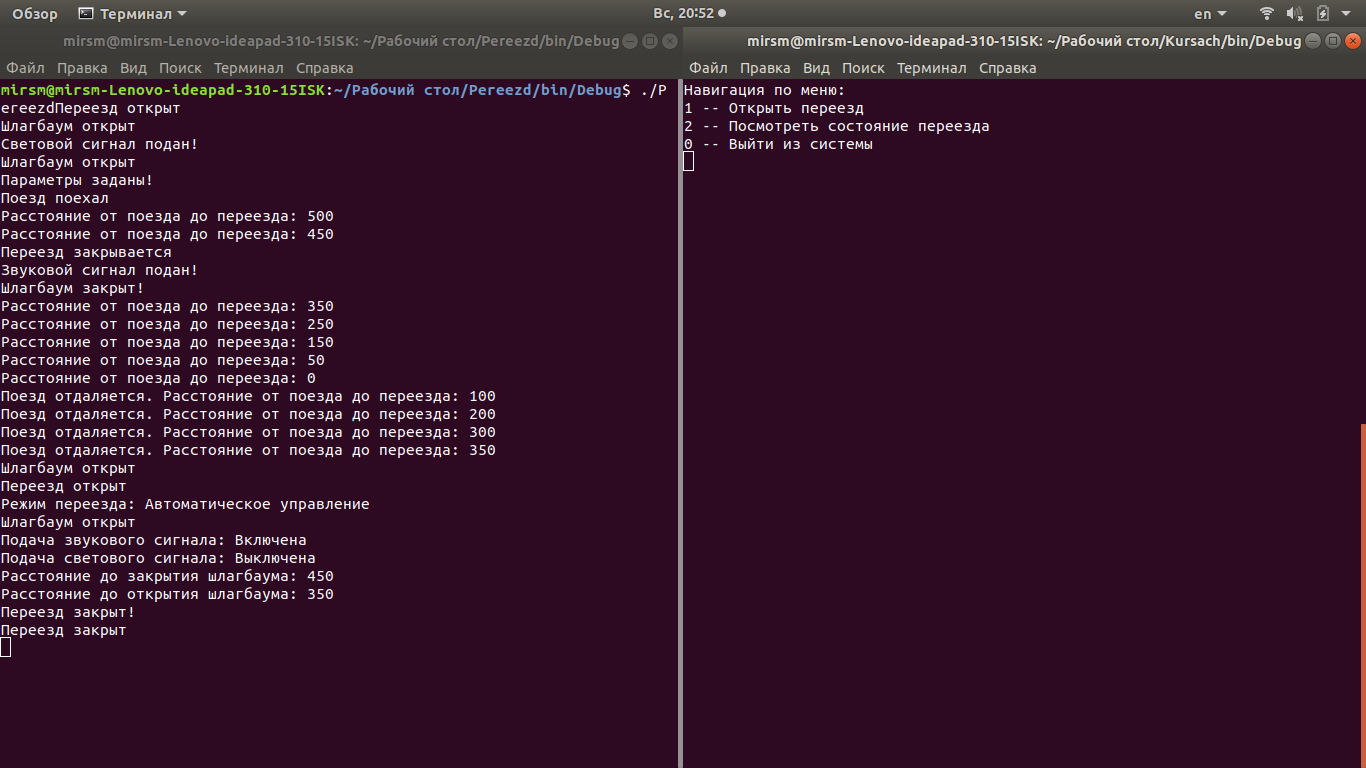 Обзор Терминал Вс, 20:52 en
mirsm@mirsm-Lenovo-ideapad-310-15ISK: ~/Рабочий стол/Pereezd/bin/Debug
Файл Правка Вид Поиск Терминал Справка
mirsm@mirsm-Lenovo-ideapad-310-15ISK:~/Рабочий стол/Pereezd/bin/Debug$ ./P
ereezdПереезд открыт
Шлагбаум открыт
Световой сигнал подан!
Шлагбаум открыт
Параметры заданы!
Поезд поехал
Расстояние от поезда до переезда: 500
Расстояние от поезда до переезда: 450
Переезд закрывается
Звуковой сигнал подан!
Шлагбаум закрыт!
Расстояние от поезда до переезда: 350
Расстояние от поезда до переезда: 250
Расстояние от поезда до переезда: 150
Расстояние от поезда до переезда: 50
Расстояние от поезда до переезда: 0
Поезд отдаляется. Расстояние от поезда до переезда: 100
Поезд отдаляется. Расстояние от поезда до переезда: 200
Поезд отдаляется. Расстояние от поезда до переезда: 300
Поезд отдаляется. Расстояние от поезда до переезда: 350
Шлагбаум открыт
Переезд открыт
Режим переезда: Автоматическое управление
Шлагбаум открыт
Подача звукового сигнала: Включена
Подача светового сигнала: Выключена
Расстояние до закрытия шлагбаума: 450
Расстояние до открытия шлагбаума: 350
Переезд закрыт!
Переезд закрыт
mirsm@mirsm-Lenovo-ideapad-310-15ISK: ~/Рабочий стол/Kursach/bin/Debug
Файл Правка Вид Поиск Терминал Справка
Навигация по меню:
1 -- Открыть переезд
2 -- Посмотреть состояние переезда
0 -- Выйти из системы